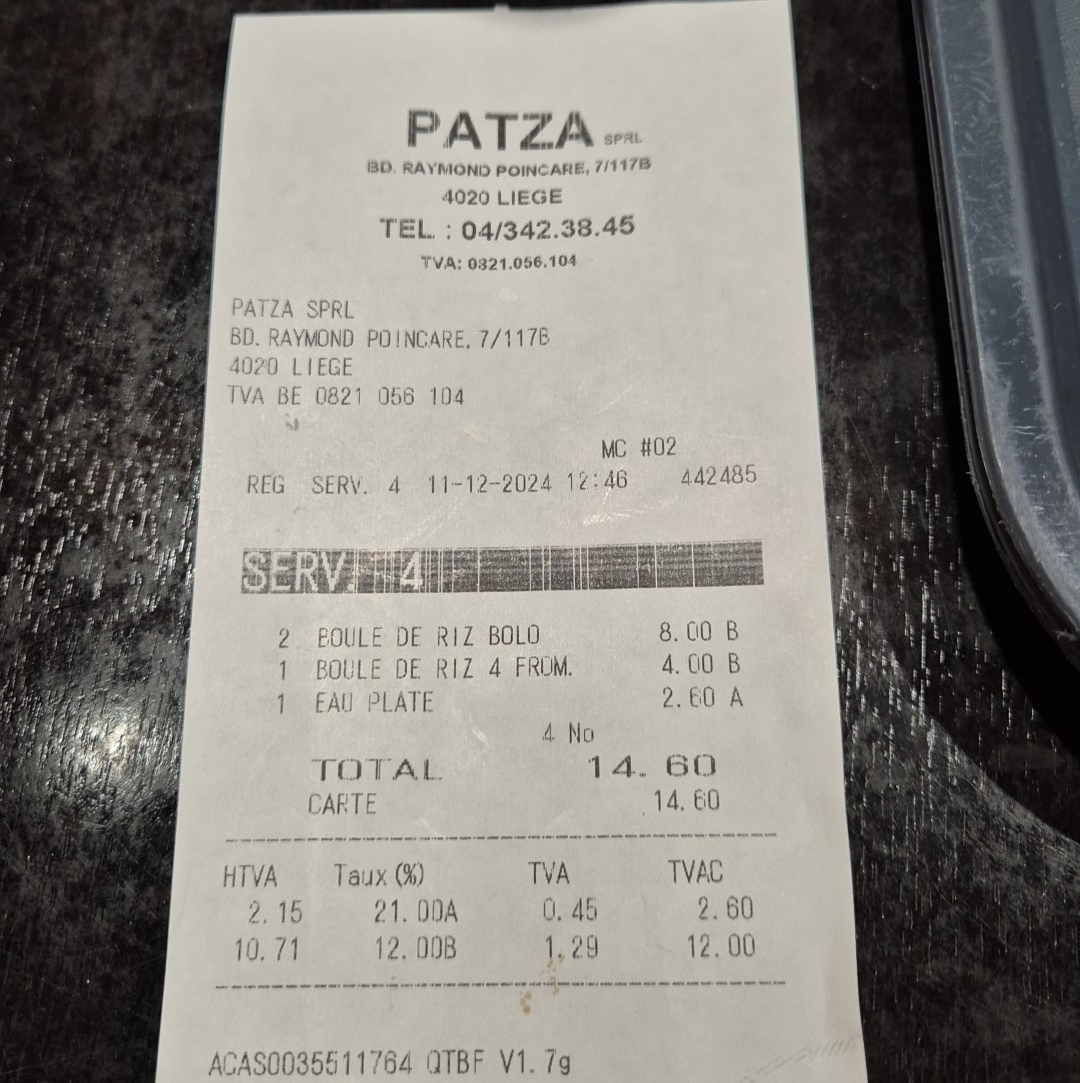 PATZA SPRL
BD. RAYMOND POINCARE, 7/117B
4020 LIEGE
TEL. : 04/342.38.45
TVA: 0821.056.104
PATZA SPRL
BD. RAYMOND POINCARE, 7/117B
4020 LIEGE
TVA BE 0821 056 104
MC #02
REG SERV. 4 11-12-2024 12:46 442485
SERV. 4
2 BOULE DE RIZ BOLO 8.00 B
1 BOULE DE RIZ 4 FROM. 4.00 B
1 EAU PLATE 2.60 A
4 No
TOTAL 14.60
CARTE 14.60
HTVA Taux (%) TVA TVAC
2.15 21.00A 0.45 2.60
10.71 12.00B 1.29 12.00
ACAS0035511764 QTBF V1.7g